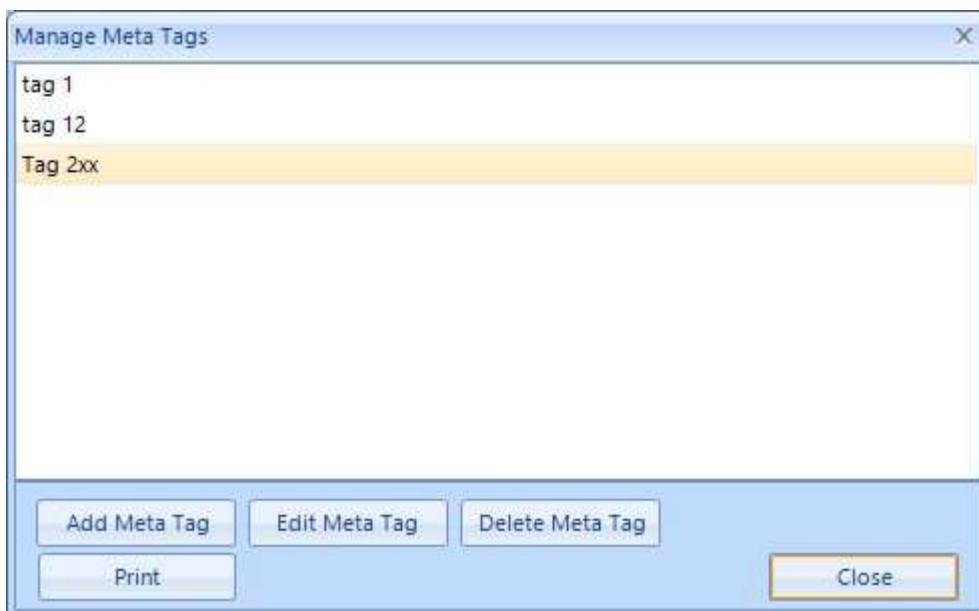 Manage Meta Tags
tag 1
tag 12
Tag 2xx
Add Meta Tag Edit Meta Tag Delete Meta Tag
Print Close